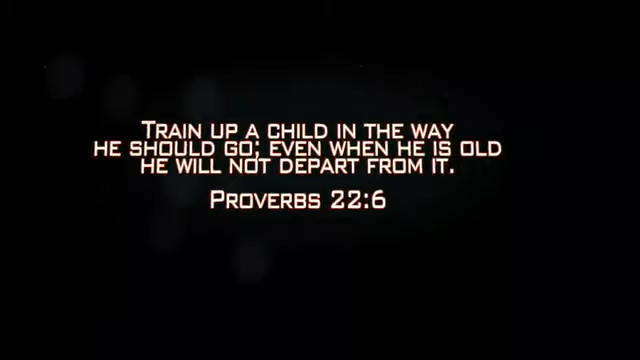 Train up a child in the way
he should go; even when he is old
he will not depart from it.
Proverbs 22:6